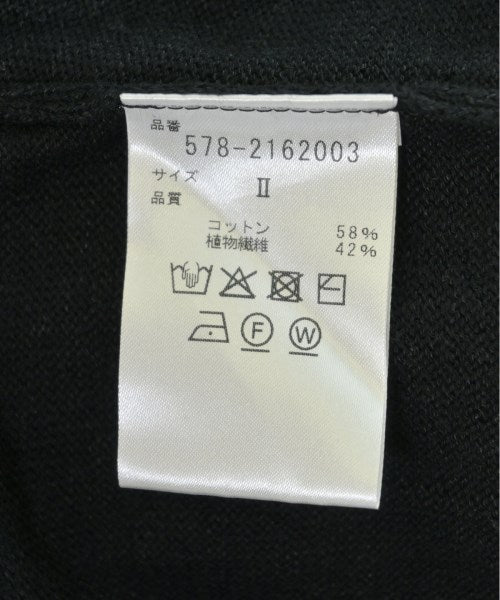 品番
578-2162003
サイズ Ⅱ
品質
コットン 58%
植物繊維 42%
F W